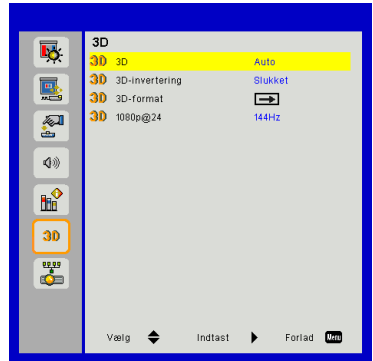 3D
3D 3D Auto
3D 3D-invertering Slukket
3D 3D-format
3D 1080p@24 144Hz
3D
Vælg Indtast Forlad Menu